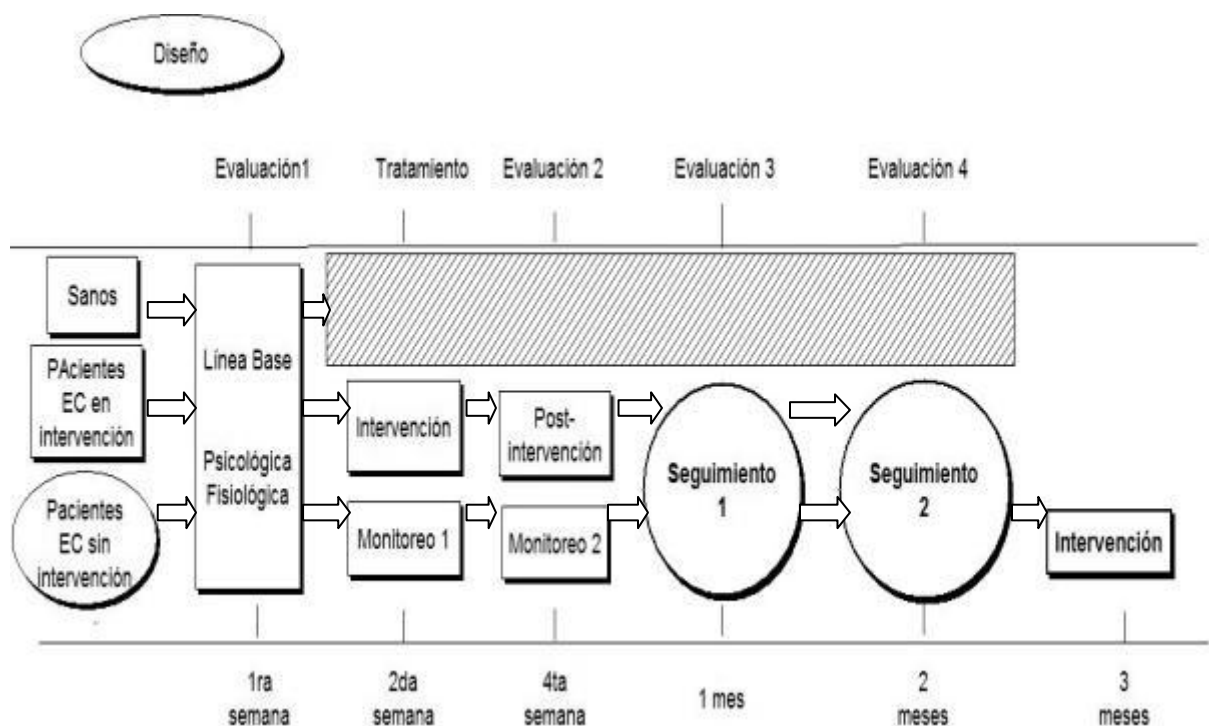 Diseño
Evaluación1
Tratamiento
Evaluación 2
Evaluación 3
Evaluación 4
Sanos
PAcientes
EC en
intervención
Pacientes
EC sin
intervención
Línea Base
Psicológica
Fisiológica
Intervención
Monitoreo 1
Post-
intervención
Monitoreo 2
Seguimiento
1
Seguimiento
2
Intervención
1ra
semana
2da
semana
4ta
semana
1 mes
2
meses
3
meses